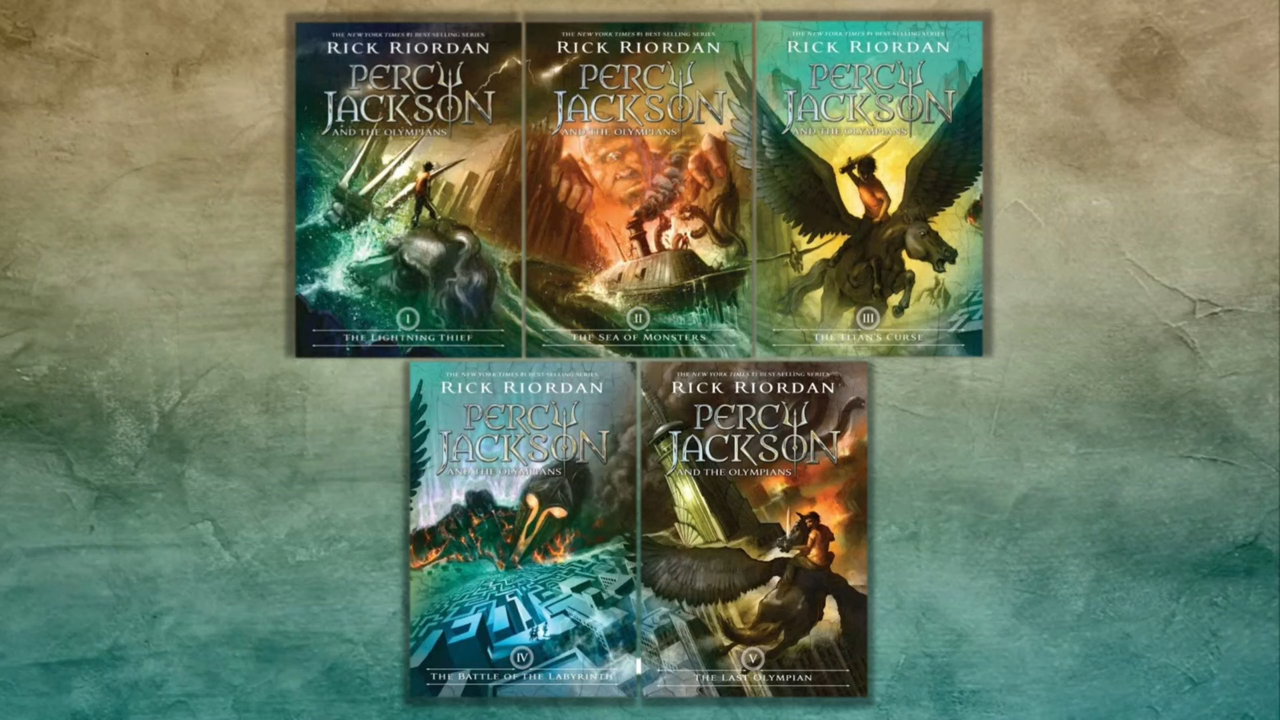 THE NEW YORK TIMES #1 BEST-SELLING SERIES
RICK RIORDAN
PERCY
JACKSON
AND THE OLYMPIANS
I
THE LIGHTNING THIEF
THE NEW YORK TIMES #1 BEST-SELLING SERIES
RICK RIORDAN
PERCY
JACKSON
AND THE OLYMPIANS
II
THE SEA OF MONSTERS
THE NEW YORK TIMES #1 BEST-SELLING SERIES
RICK RIORDAN
PERCY
JACKSON
AND THE OLYMPIANS
III
THE TITAN'S CURSE
THE NEW YORK TIMES #1 BEST-SELLING SERIES
RICK RIORDAN
PERCY
JACKSON
AND THE OLYMPIANS
IV
THE BATTLE OF THE LABYRINTH
THE NEW YORK TIMES #1 BEST-SELLING SERIES
RICK RIORDAN
PERCY
JACKSON
AND THE OLYMPIANS
V
THE LAST OLYMPIAN